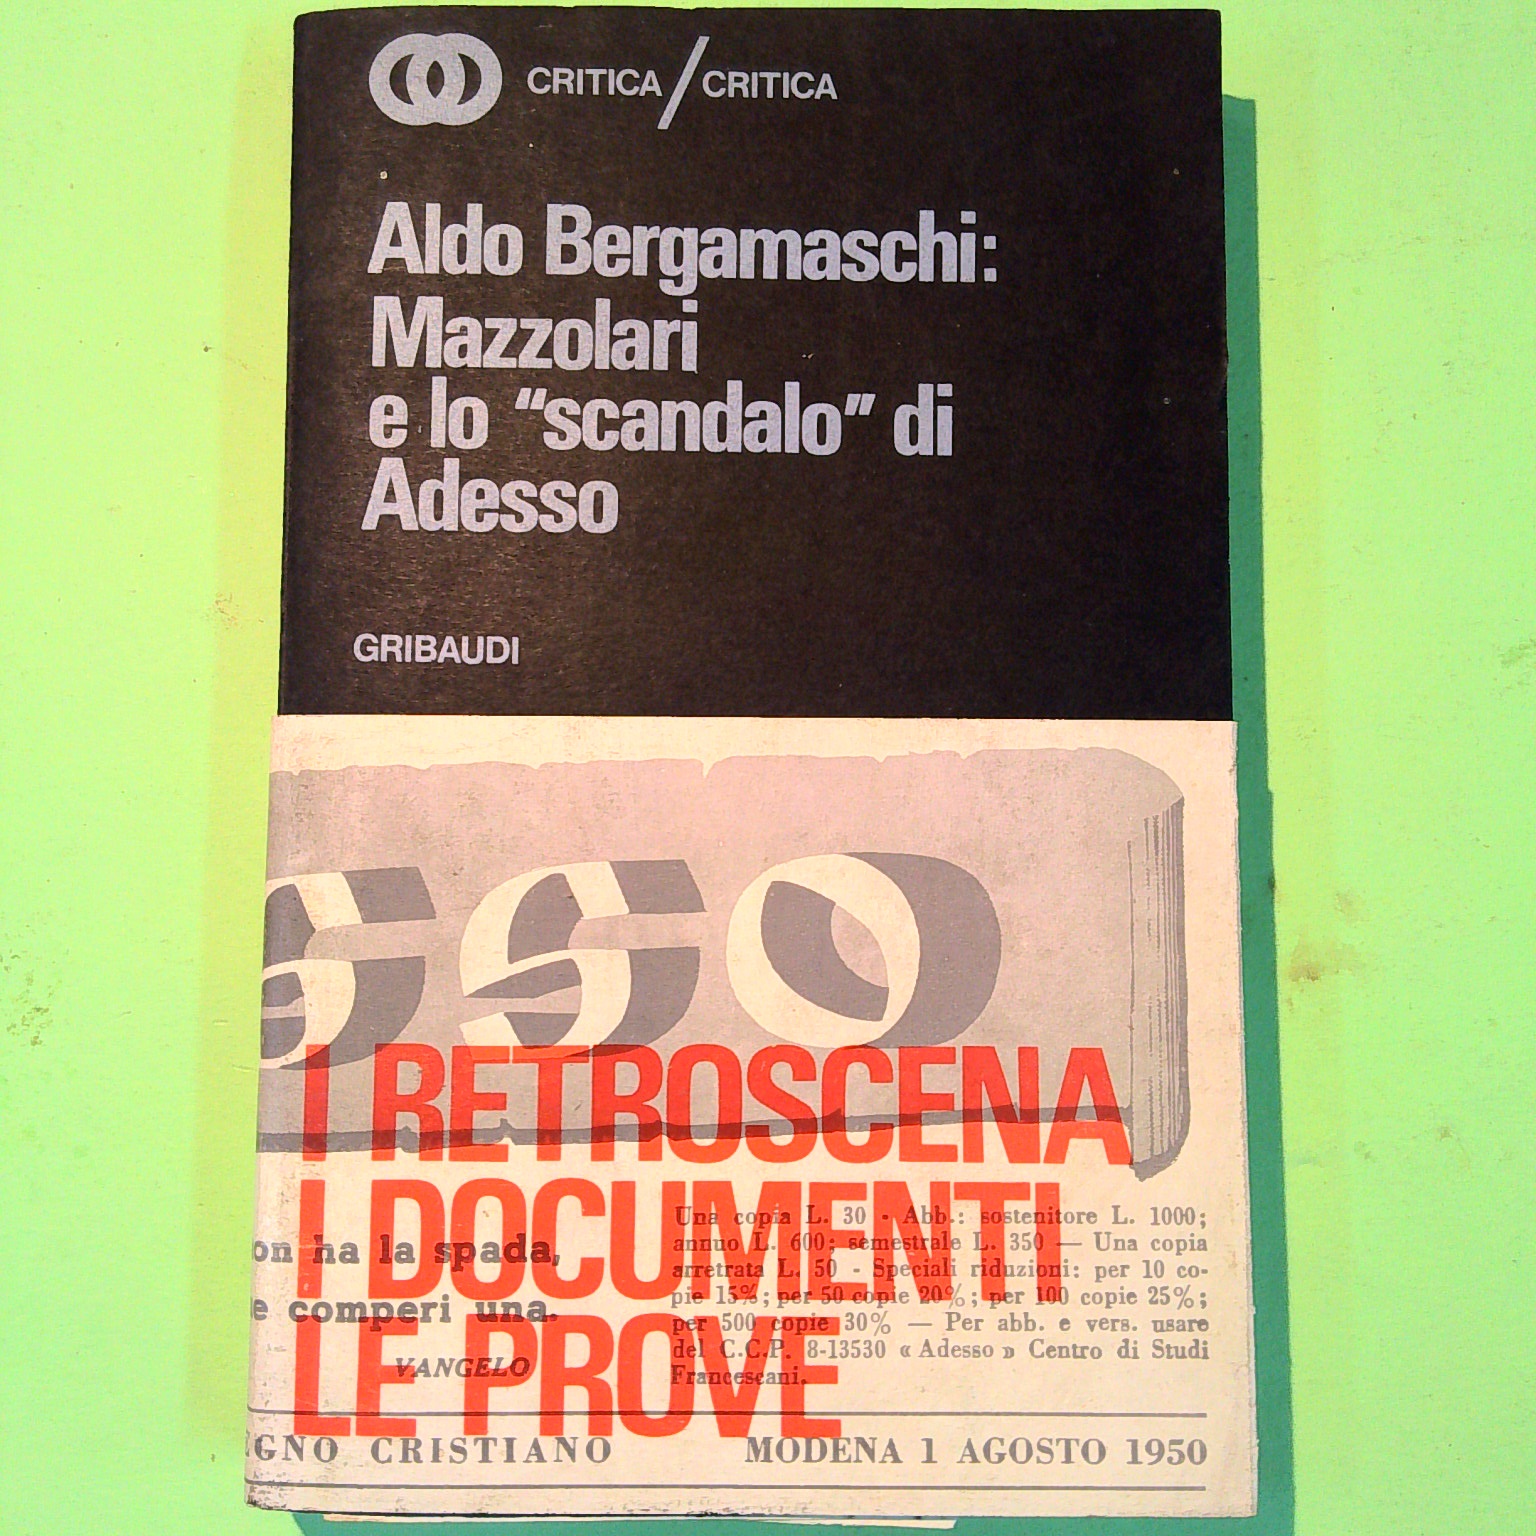 CRITICA/CRITICA
Aldo Bergamaschi:
Mazzolari
e lo “scandalo” di
Adesso
GRIBAUDI
SSO
I RETROSCENA
I DOCUMENTI
LE PROVE
on ha la spada,
e comperi una.
VANGELO
Una copia L. 30 - Abb.: sostenitore L. 1000;
annuo L. 600; semestrale L. 350 — Una copia
arretrata L. 50 - Speciali riduzioni: per 10 co-
pie 15%; per 50 copie 20%; per 100 copie 25%;
per 500 copie 30% — Per abb. e vers. usare
del C.C.P. 8-13530 « Adesso » Centro di Studi
Francescani.
EGNO CRISTIANO MODENA 1 AGOSTO 1950